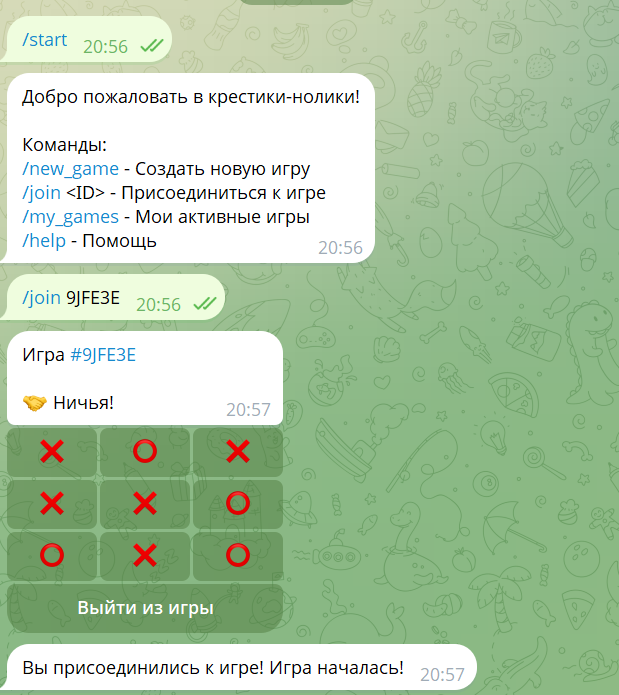 /start 20:56
Добро пожаловать в крестики-нолики!
Команды:
/new_game - Создать новую игру
/join <ID> - Присоединиться к игре
/my_games - Мои активные игры
/help - Помощь
20:56
/join 9JFE3E 20:56
Игра #9JFE3E
🤝 Ничья!
20:57
❌ ⭕ ❌
❌ ❌ ⭕
⭕ ❌ ⭕
Выйти из игры
Вы присоединились к игре! Игра началась! 20:57